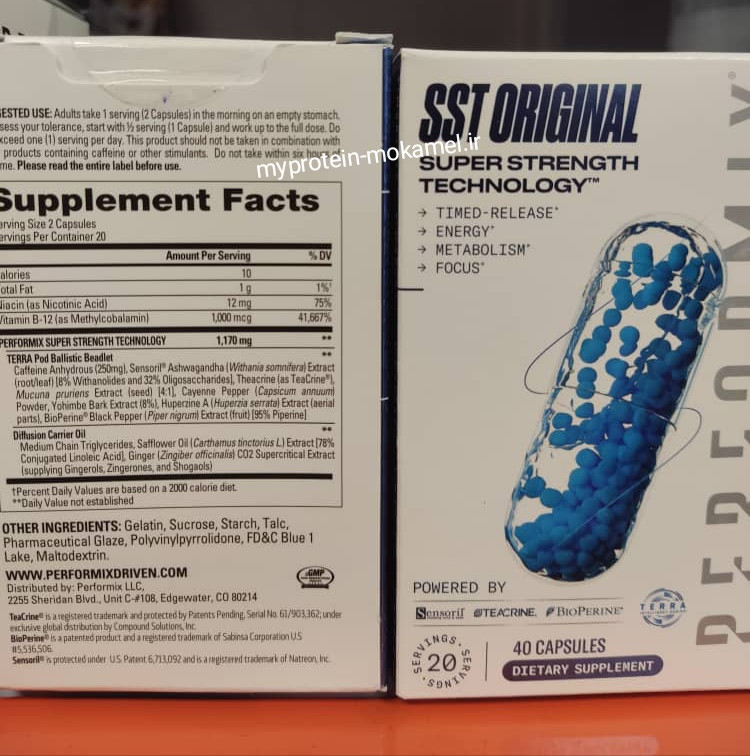 ESTED USE: Adults take 1 serving (2 Capsules) in the morning on an empty stomach.
sess your tolerance, start with ½ serving (1 Capsule) and work up to the full dose. Do
xceed one (1) serving per day. This product should not be taken in combination with
products containing caffeine or other stimulants. Do not take within six hours of
me. Please read the entire label before use.
Supplement Facts
erving Size 2 Capsules
ervings Per Container 20
Amount Per Serving % DV
alories 10
otal Fat 1 g 1%†
iacin (as Nicotinic Acid) 12 mg 75%
itamin B-12 (as Methylcobalamin) 1,000 mcg 41,667%
PERFORMIX SUPER STRENGTH TECHNOLOGY 1,170 mg **
TERRA Pod Ballistic Beadlet **
Caffeine Anhydrous (250mg), Sensoril® Ashwagandha (Withania somnifera) Extract
(root/leaf) [8% Withanolides and 32% Oligosaccharides], Theacrine (as TeaCrine®),
Mucuna pruriens Extract (seed) [4:1], Cayenne Pepper (Capsicum annuum)
Powder, Yohimbe Bark Extract (8%), Huperzine A (Huperzia serrata) Extract (aerial
parts), BioPerine® Black Pepper (Piper nigrum) Extract (fruit) [95% Piperine]
Diffusion Carrier Oil **
Medium Chain Triglycerides, Safflower Oil (Carthamus tinctorius L.) Extract [78%
Conjugated Linoleic Acid], Ginger (Zingiber officinalis) CO2 Supercritical Extract
(supplying Gingerols, Zingerones, and Shogaols)
†Percent Daily Values are based on a 2000 calorie diet.
**Daily Value not established
OTHER INGREDIENTS: Gelatin, Sucrose, Starch, Talc,
Pharmaceutical Glaze, Polyvinylpyrrolidone, FD&C Blue 1
Lake, Maltodextrin.
WWW.PERFORMIXDRIVEN.COM
Distributed by: Performix LLC,
2255 Sheridan Blvd., Unit C-#108, Edgewater, CO 80214
GMP
TeaCrine® is a registered trademark and protected by Patents Pending, Serial No. 61/903,362; under
exclusive global distribution by Compound Solutions, Inc.
BioPerine® is a patented product and a registered trademark of Sabinsa Corporation U.S
#5,536,506.
Sensoril® is protected under U.S. Patent 6,713,092 and is a registered trademark of Natreon, Inc.
myprotein-mokamel.ir
SST ORIGINAL
SUPER STRENGTH
TECHNOLOGY™
→ TIMED-RELEASE*
→ ENERGY*
→ METABOLISM*
→ FOCUS*
PERFORMIX®
POWERED BY
Sensoril TEACRINE. BIOPERINE® TERRA
SERVINGS. 20 SERVINGS.
40 CAPSULES
DIETARY SUPPLEMENT